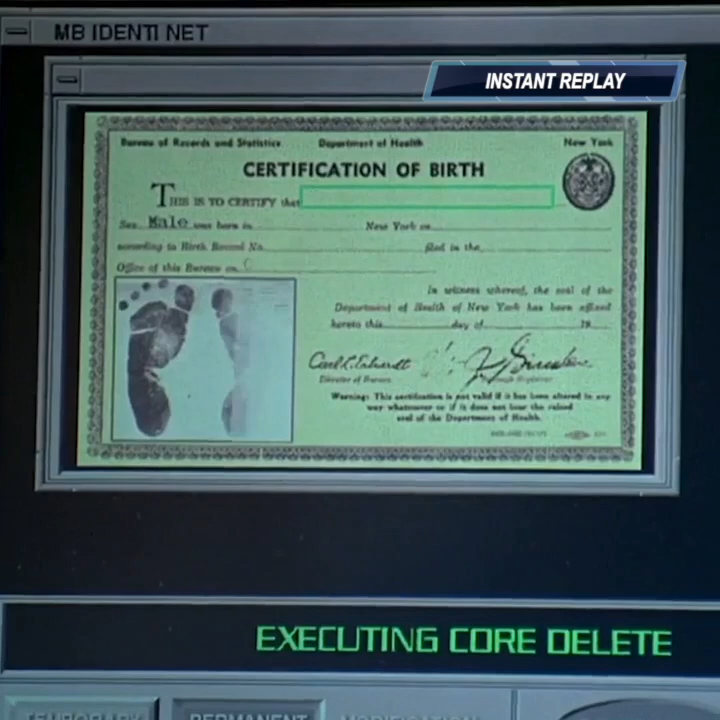 MB IDENTI NET
INSTANT REPLAY
Bureau of Records and Statistics Department of Health New York
CERTIFICATION OF BIRTH
THIS IS TO CERTIFY that
Sex Male was born in New York on
according to Birth Record No. filed in the
Office of this Bureau on
In witness whereof, the seal of the
Department of Health of New York has been affixed
hereto this day of 19
Director of Bureau
Warning: This certification is not valid if it has been altered in any
way whatsoever or if it does not bear the raised
seal of the Department of Health.
EXECUTING CORE DELETE
TEMPORARY PERMANENT MODIFICATION